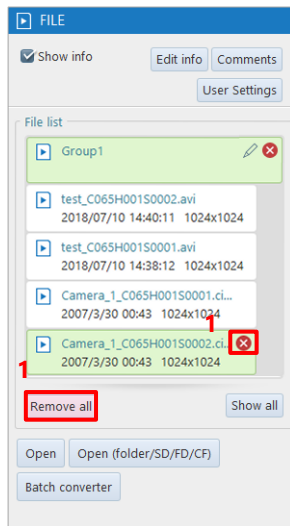 FILE
Show info
Edit info
Comments
User Settings
File list
Group1
test_C065H001S0002.avi
2018/07/10 14:40:11 1024x1024
test_C065H001S0001.avi
2018/07/10 14:38:12 1024x1024
Camera_1_C065H001S0001.ci...
2007/3/30 00:43 1024x1024
1
Camera_1_C065H001S0002.ci...
2007/3/30 00:43 1024x1024
1
Remove all
Show all
Open
Open (folder/SD/FD/CF)
Batch converter